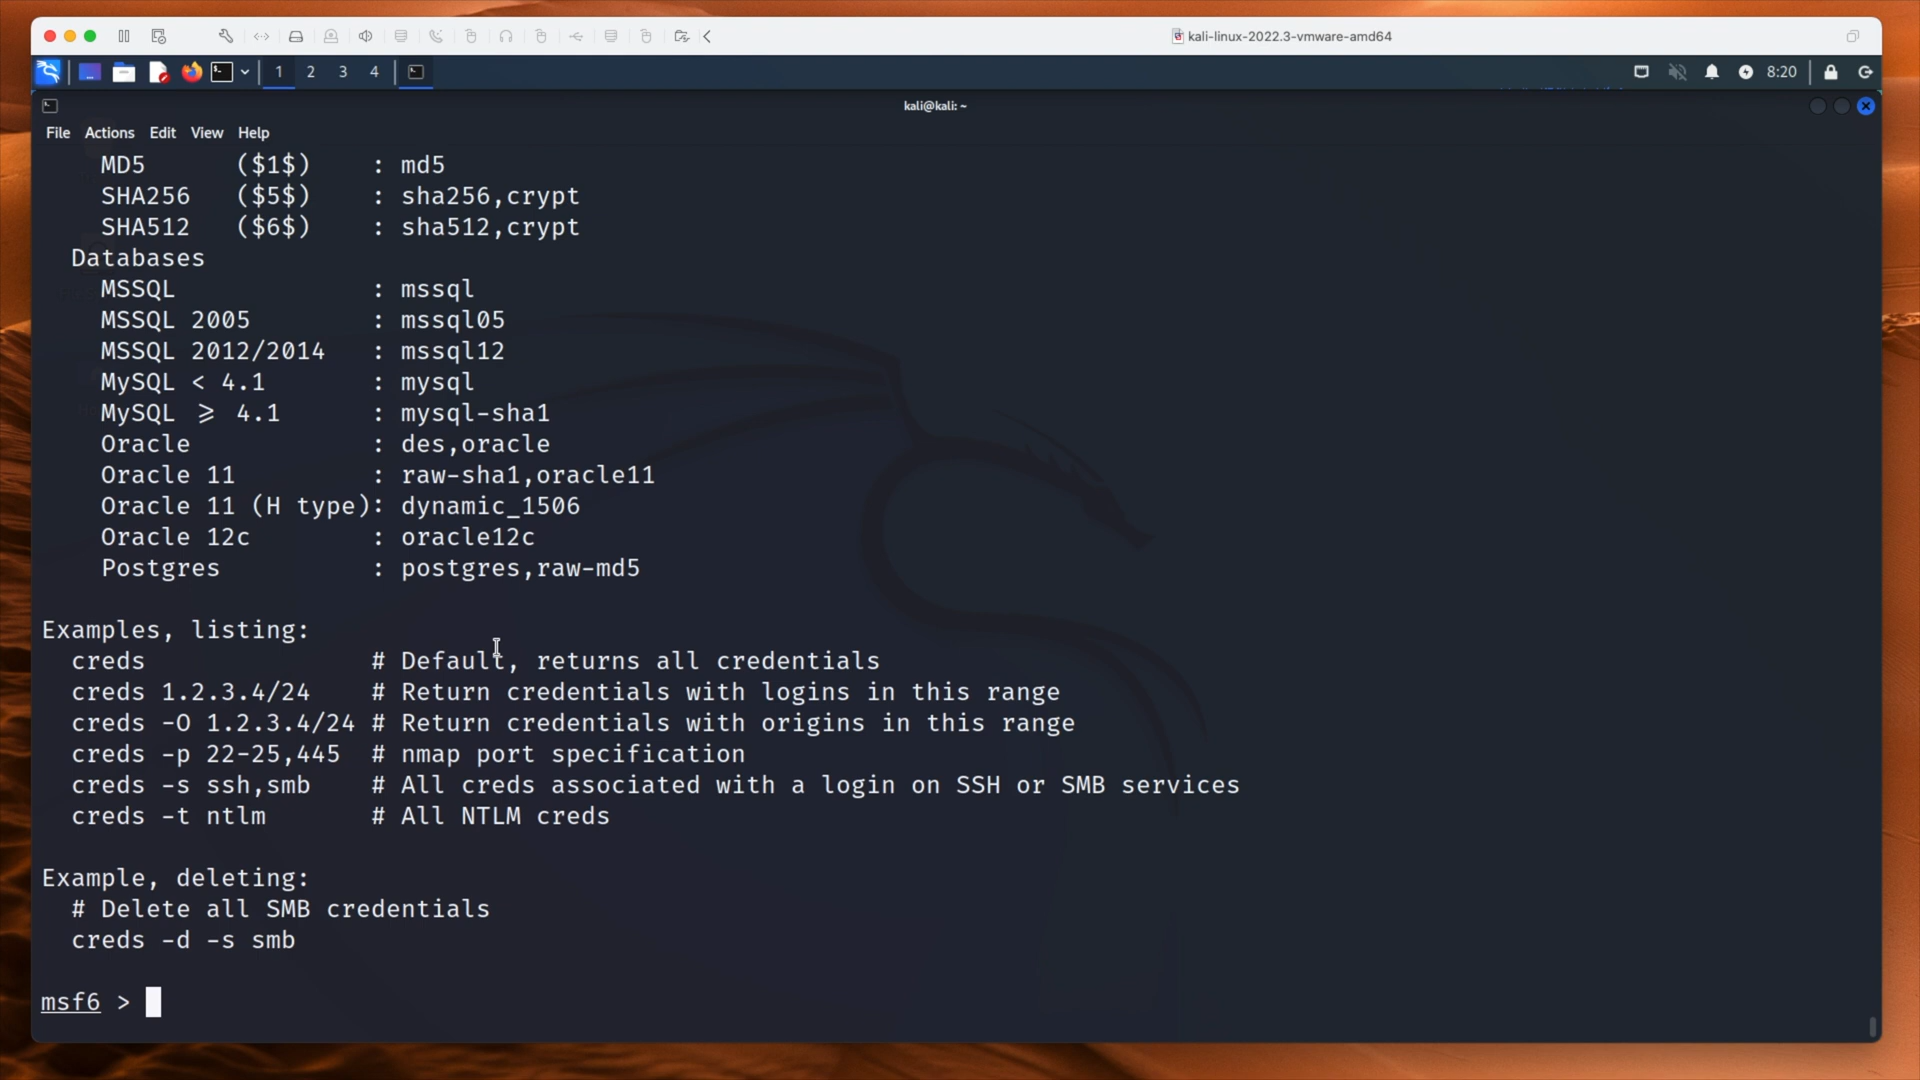 kali-linux-2022.3-vmware-amd64
1 2 3 4
8:20
kali@kali: ~
File Actions Edit View Help
MD5 ($1$) : md5
SHA256 ($5$) : sha256,crypt
SHA512 ($6$) : sha512,crypt
Databases
MSSQL : mssql
MSSQL 2005 : mssql05
MSSQL 2012/2014 : mssql12
MySQL < 4.1 : mysql
MySQL >= 4.1 : mysql-sha1
Oracle : des,oracle
Oracle 11 : raw-sha1,oracle11
Oracle 11 (H type): dynamic_1506
Oracle 12c : oracle12c
Postgres : postgres,raw-md5
Examples, listing:
creds # Default, returns all credentials
creds 1.2.3.4/24 # Return credentials with logins in this range
creds -O 1.2.3.4/24 # Return credentials with origins in this range
creds -p 22-25,445 # nmap port specification
creds -s ssh,smb # All creds associated with a login on SSH or SMB services
creds -t ntlm # All NTLM creds
Example, deleting:
# Delete all SMB credentials
creds -d -s smb
msf6 >